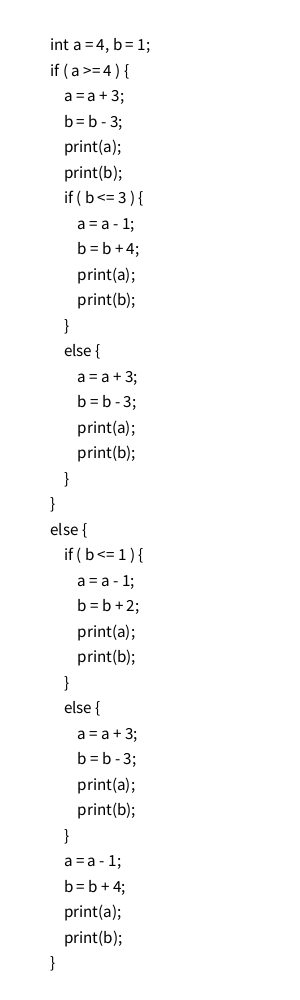 int a = 4, b = 1;
if ( a >= 4 ) {
a = a + 3;
b = b - 3;
print(a);
print(b);
if ( b <= 3 ) {
a = a - 1;
b = b + 4;
print(a);
print(b);
}
else {
a = a + 3;
b = b - 3;
print(a);
print(b);
}
}
else {
if ( b <= 1 ) {
a = a - 1;
b = b + 2;
print(a);
print(b);
}
else {
a = a + 3;
b = b - 3;
print(a);
print(b);
}
a = a - 1;
b = b + 4;
print(a);
print(b);
}